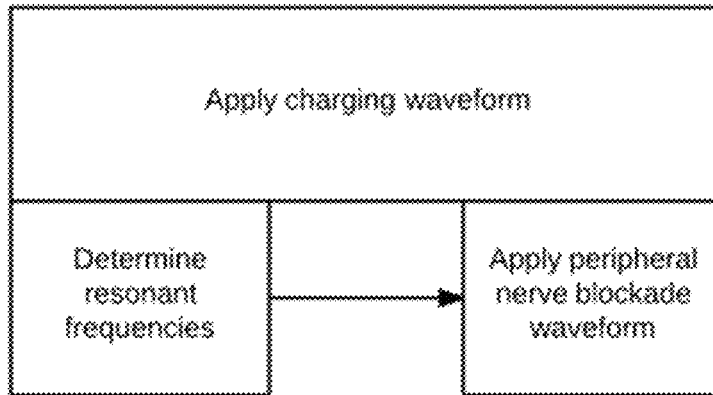 Apply charging waveform
Determine
resonant
frequencies
Apply peripheral
nerve blockade
waveform